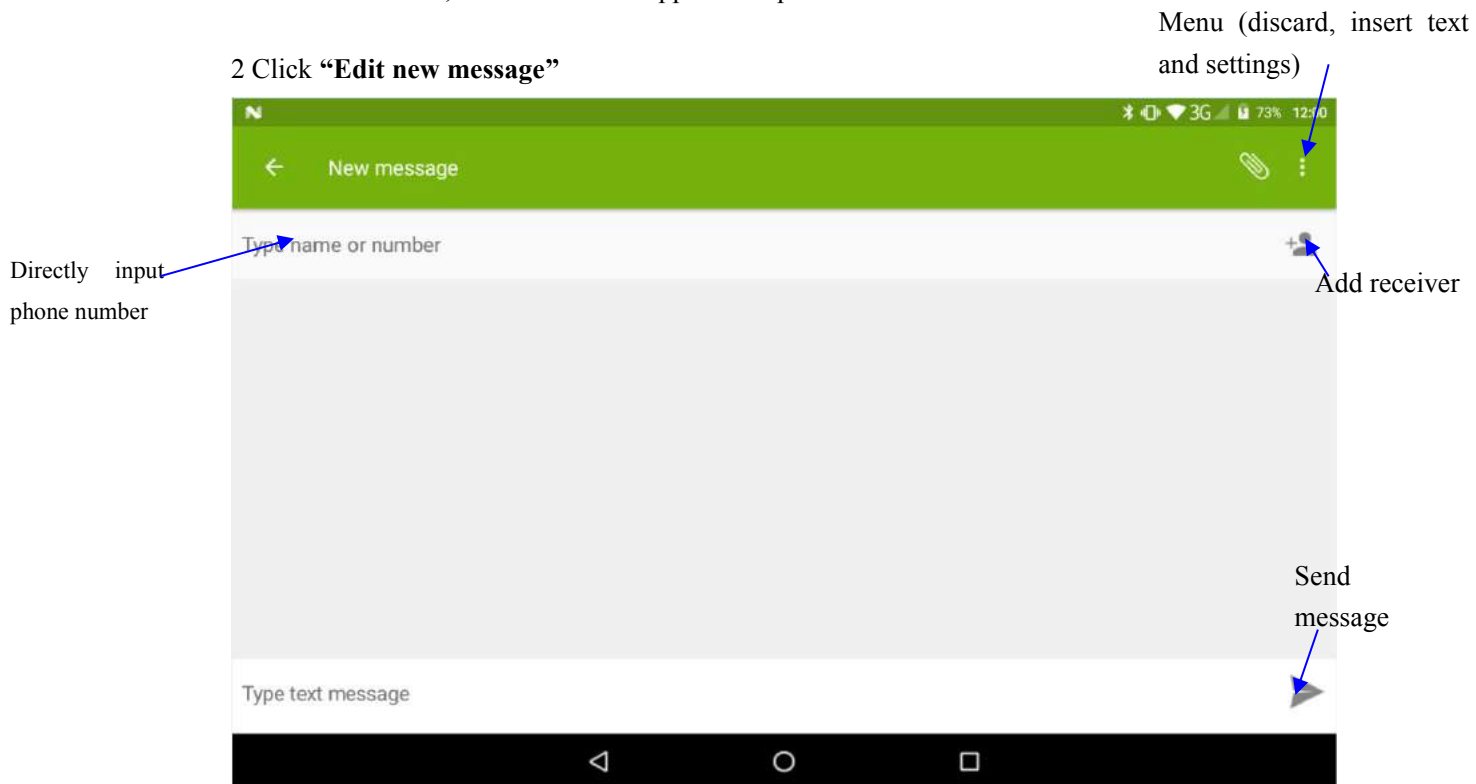 Menu (discard, insert text
and settings)
2 Click “Edit new message”
3G 73%
New message
Type name or number
Directly input
phone number
Add receiver
Send
message
Type text message